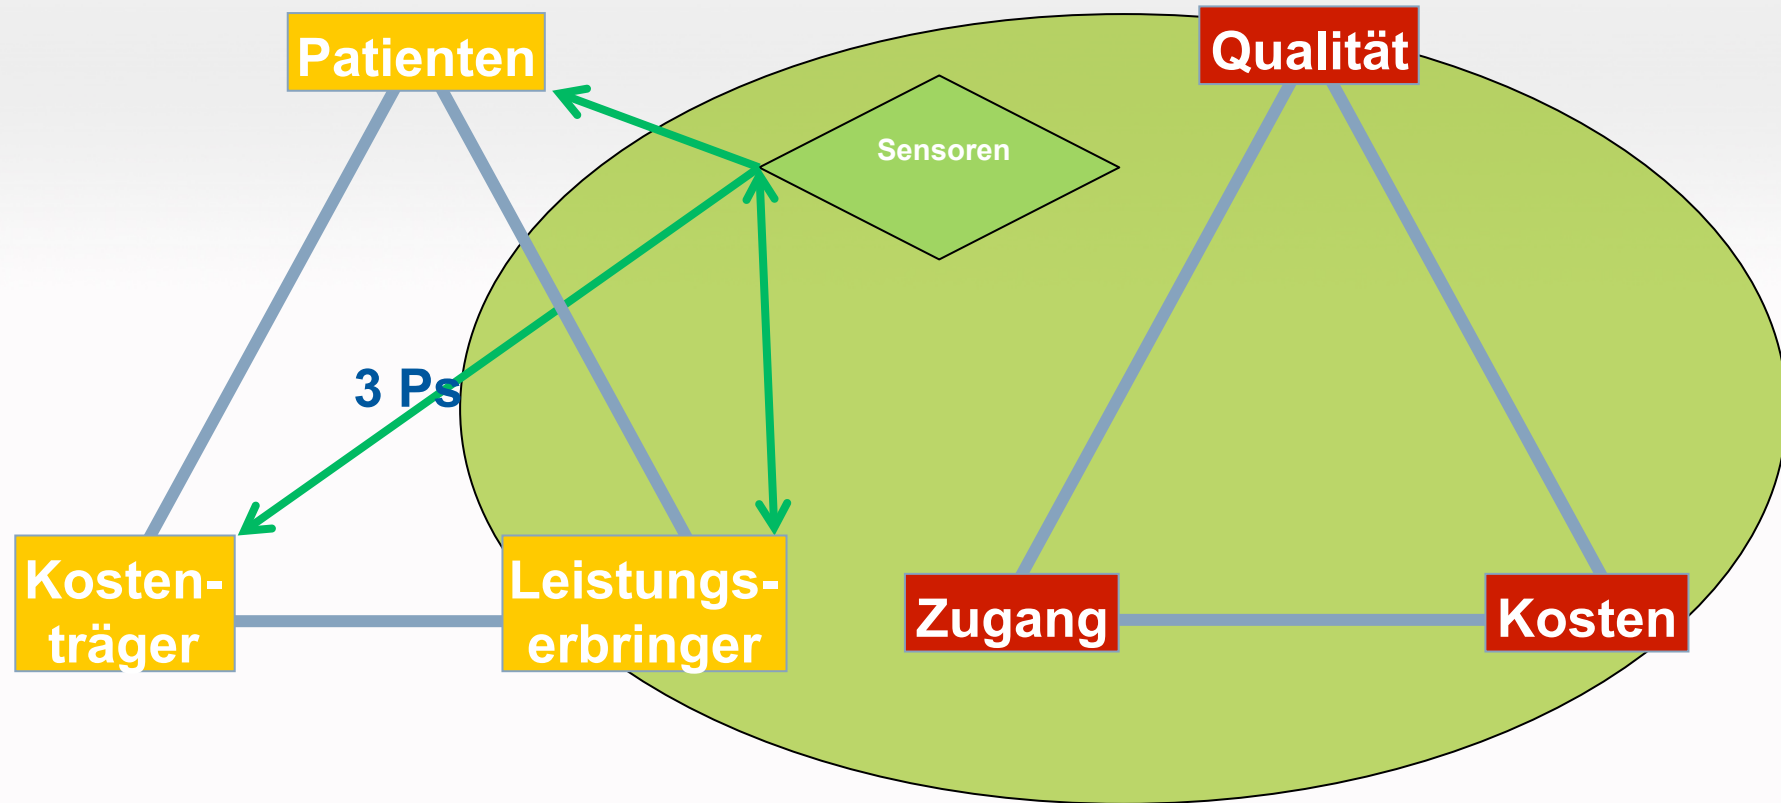 Patienten
Qualität
Sensoren
3 Ps
Kosten-
träger
Leistungs-
erbringer
Zugang
Kosten